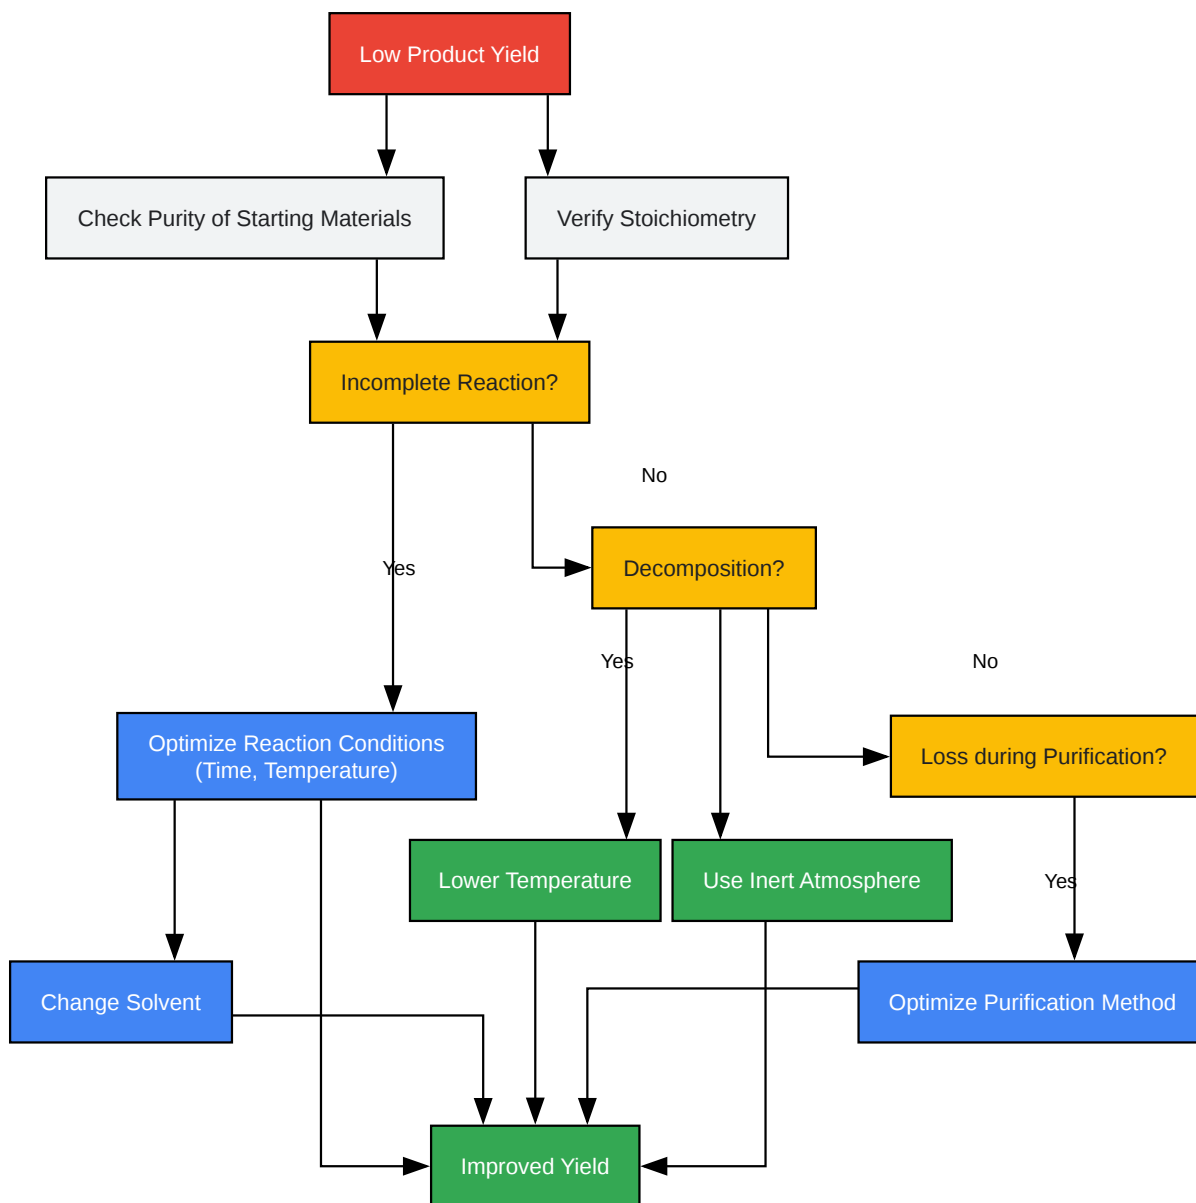 Low Product Yield
Check Purity of Starting Materials
Verify Stoichiometry
Incomplete Reaction?
No
Yes
Decomposition?
Yes
No
Optimize Reaction Conditions
(Time, Temperature)
Loss during Purification?
Lower Temperature
Use Inert Atmosphere
Yes
Change Solvent
Optimize Purification Method
Improved Yield